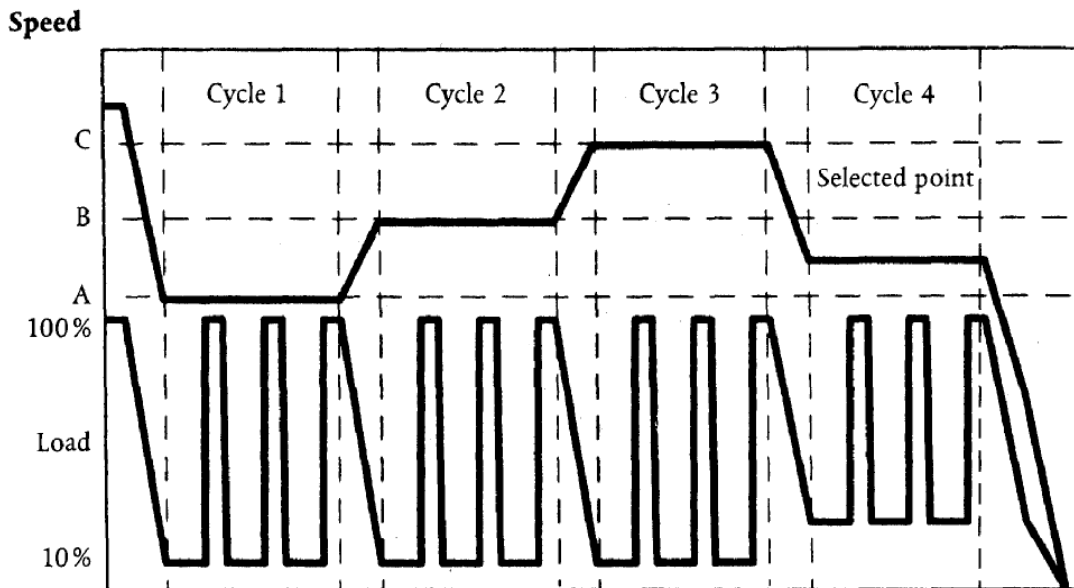 Speed
Cycle 1
Cycle 2
Cycle 3
Cycle 4
C
Selected point
B
A
100%
Load
10%